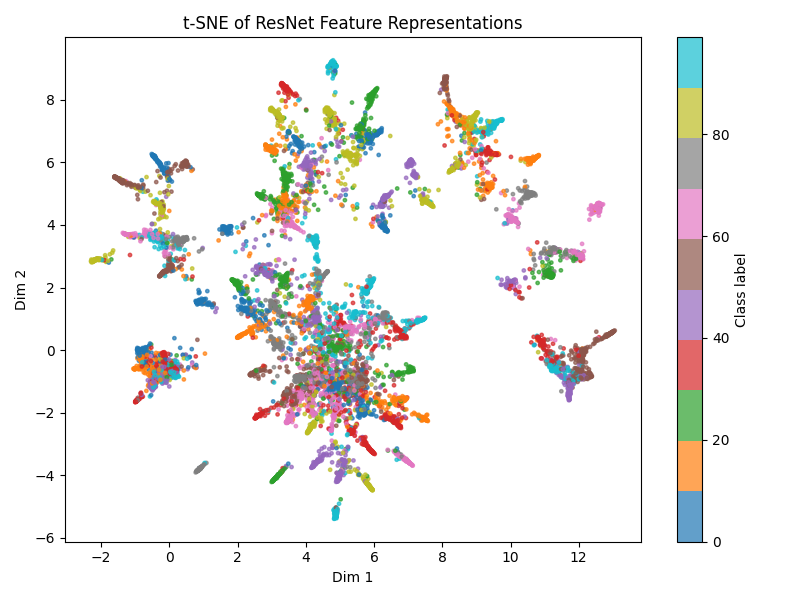 t-SNE of ResNet Feature Representations
8
6
4
2
0
−2
−4
−6
Dim 2
−2 0 2 4 6 8 10 12
Dim 1
80
60
40
20
0
Class label